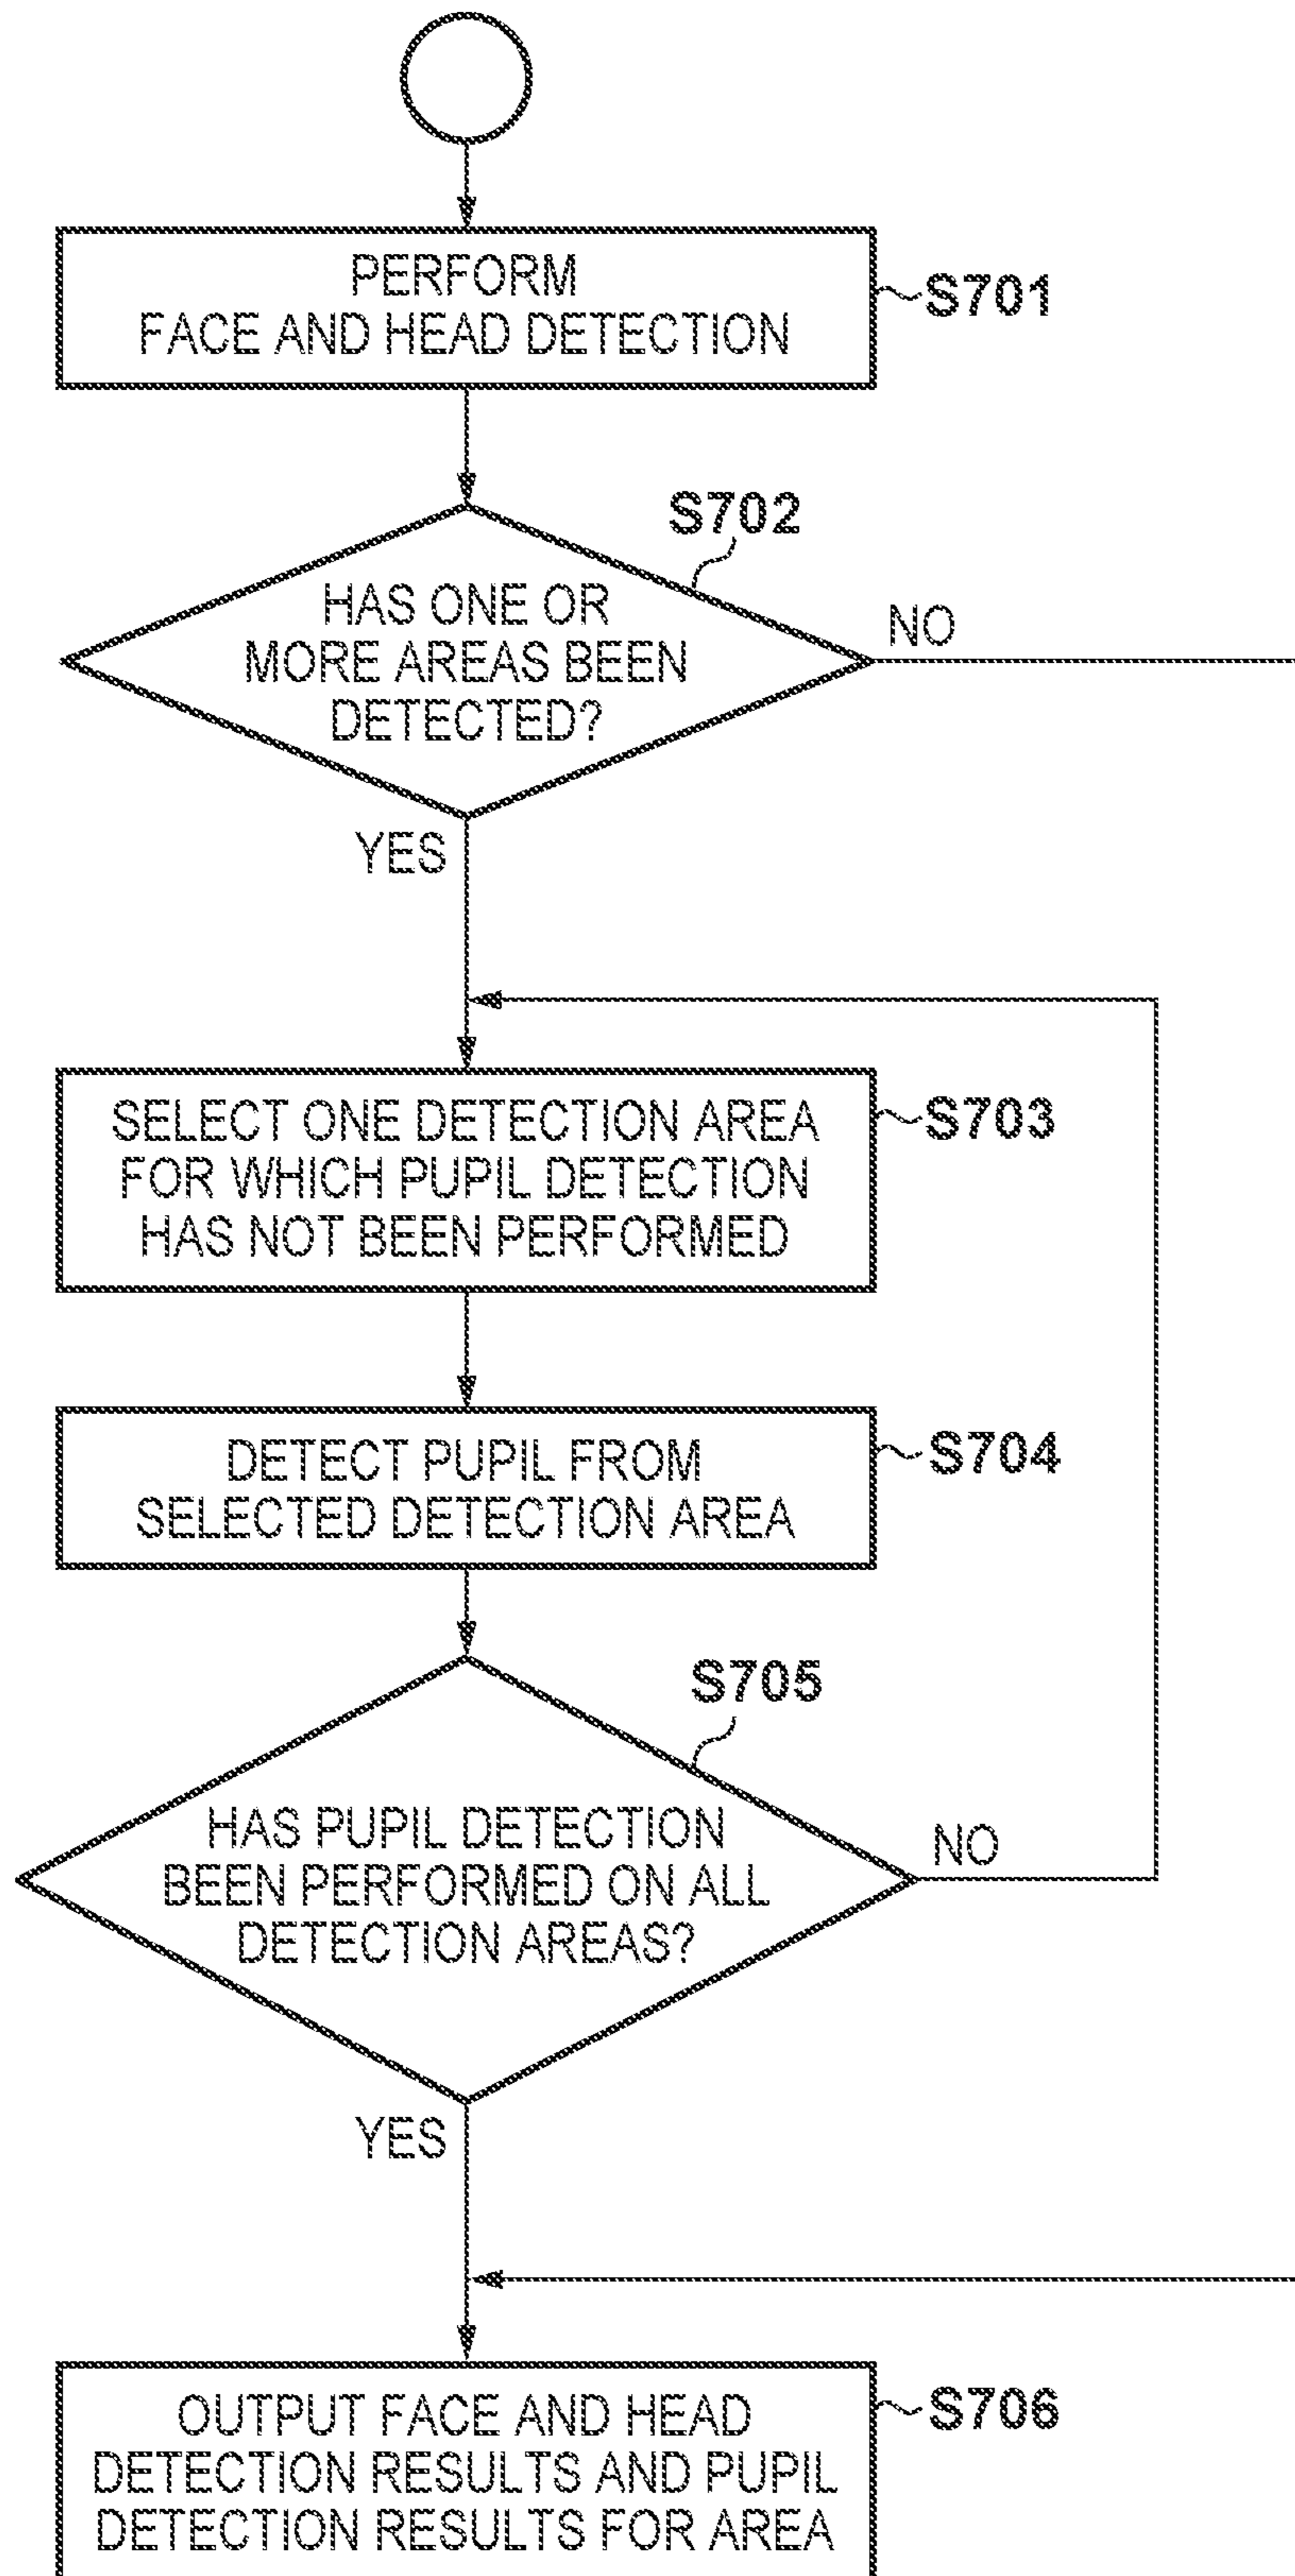 PERFORM
FACE AND HEAD DETECTION
S701
S702
HAS ONE OR
MORE AREAS BEEN
DETECTED?
NO
YES
SELECT ONE DETECTION AREA
FOR WHICH PUPIL DETECTION
HAS NOT BEEN PERFORMED
S703
DETECT PUPIL FROM
SELECTED DETECTION AREA
S704
S705
HAS PUPIL DETECTION
BEEN PERFORMED ON ALL
DETECTION AREAS?
NO
YES
OUTPUT FACE AND HEAD
DETECTION RESULTS AND PUPIL
DETECTION RESULTS FOR AREA
S706